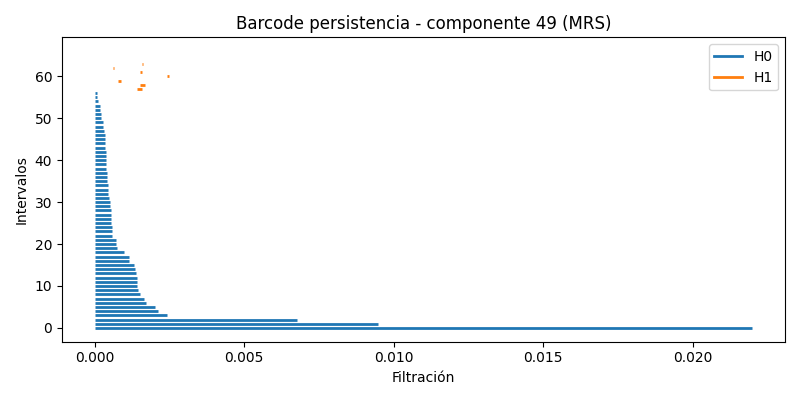 Barcode persistencia - componente 49 (MRS)
H0
H1
Intervalos
60
50
40
30
20
10
0
0.000 0.005 0.010 0.015 0.020
Filtración